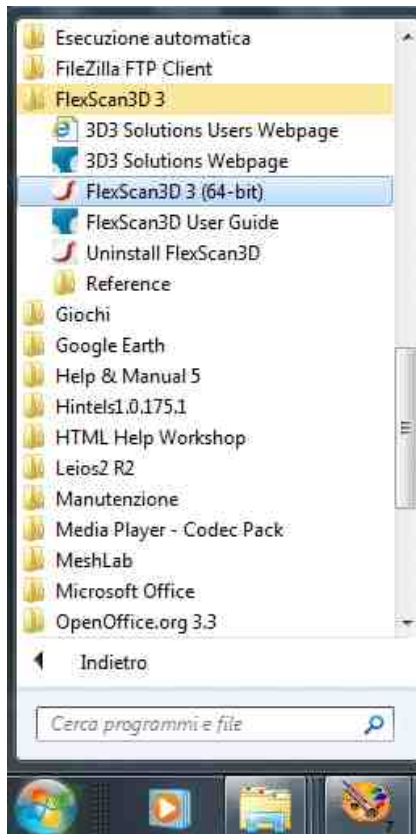 Esecuzione automatica
FileZilla FTP Client
FlexScan3D 3
3D3 Solutions Users Webpage
3D3 Solutions Webpage
FlexScan3D 3 (64-bit)
FlexScan3D User Guide
Uninstall FlexScan3D
Reference
Giochi
Google Earth
Help & Manual 5
Hintels1.0.175.1
HTML Help Workshop
Leios2 R2
Manutenzione
Media Player - Codec Pack
MeshLab
Microsoft Office
OpenOffice.org 3.3
Indietro
Cerca programmi e file